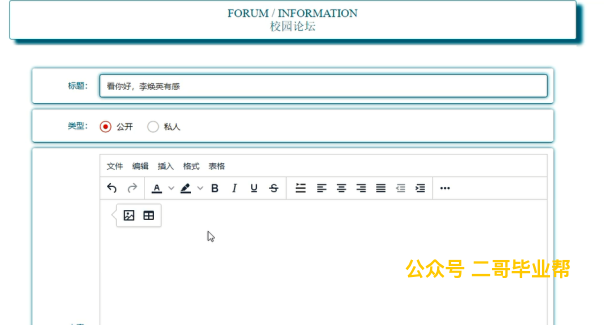 FORUM / INFORMATION
校园论坛
标题：
看你好，李焕英有感
类型：
公开
私人
文件 编辑 插入 格式 表格
公众号 二哥毕业帮